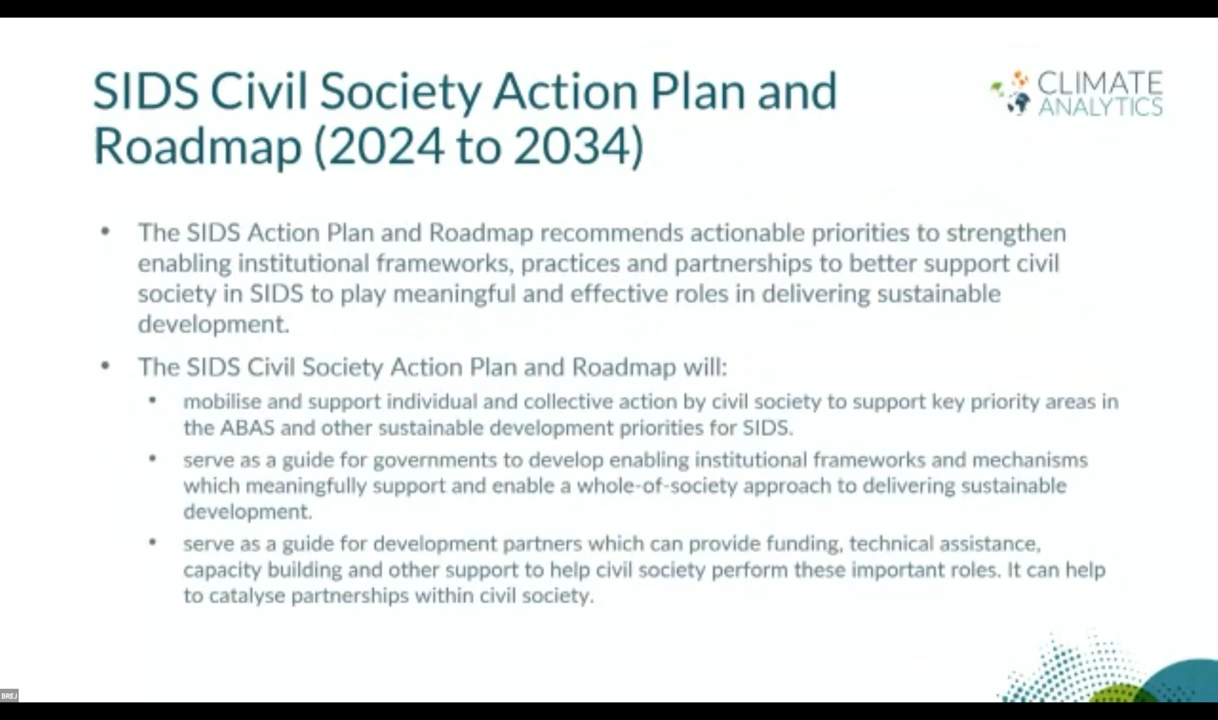 SIDS Civil Society Action Plan and
Roadmap (2024 to 2034)
CLIMATE
ANALYTICS
• The SIDS Action Plan and Roadmap recommends actionable priorities to strengthen
enabling institutional frameworks, practices and partnerships to better support civil
society in SIDS to play meaningful and effective roles in delivering sustainable
development.
• The SIDS Civil Society Action Plan and Roadmap will:
• mobilise and support individual and collective action by civil society to support key priority areas in
the ABAS and other sustainable development priorities for SIDS.
• serve as a guide for governments to develop enabling institutional frameworks and mechanisms
which meaningfully support and enable a whole-of-society approach to delivering sustainable
development.
• serve as a guide for development partners which can provide funding, technical assistance,
capacity building and other support to help civil society perform these important roles. It can help
to catalyse partnerships within civil society.
BREJ